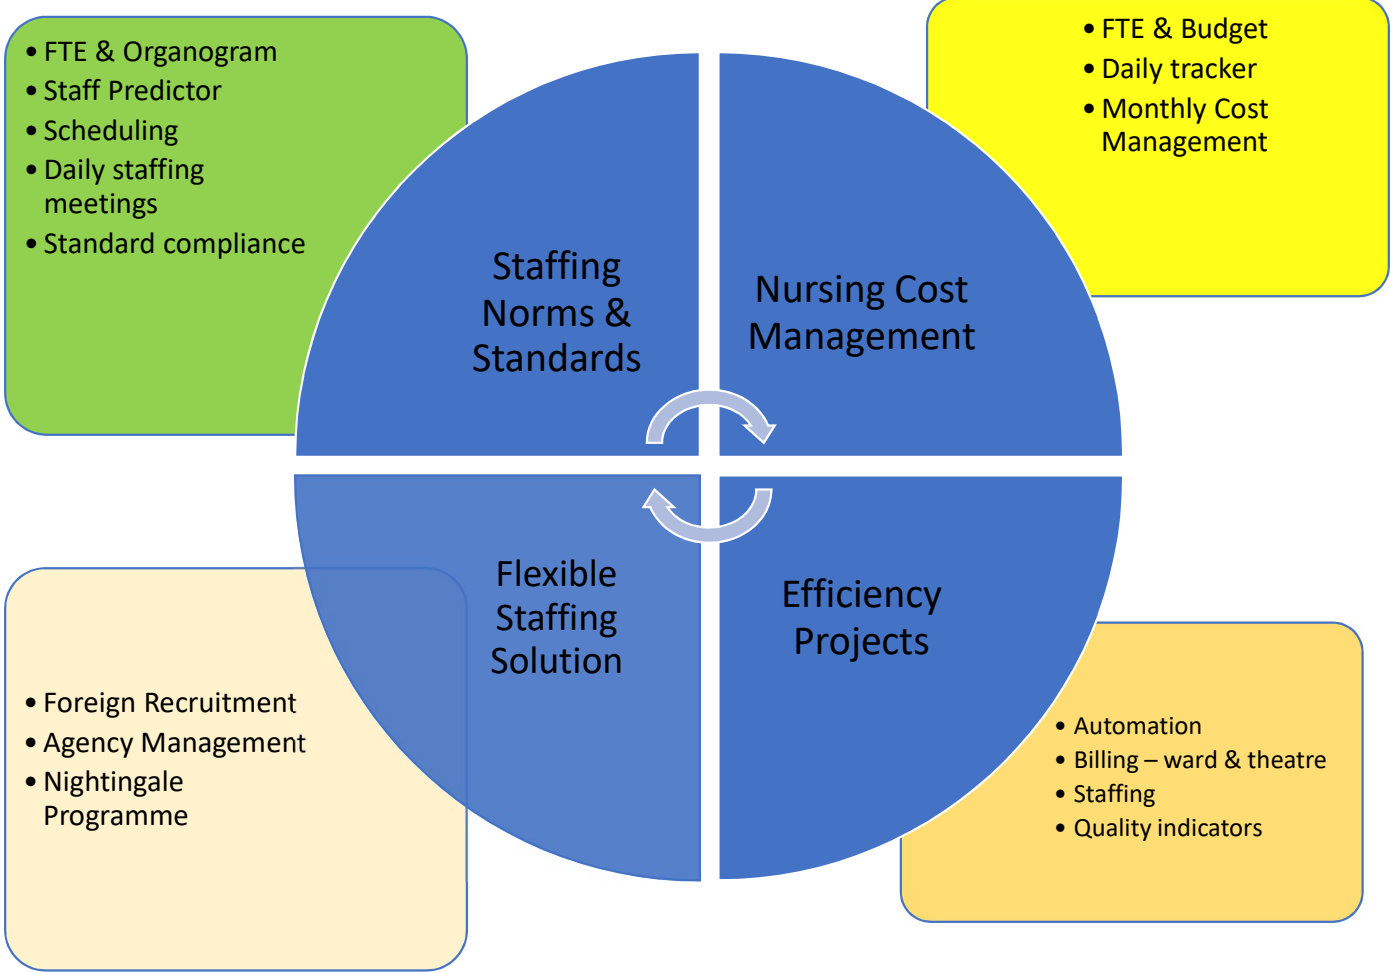 • FTE & Organogram
• Staff Predictor
• Scheduling
• Daily staffing
meetings
• Standard compliance
• FTE & Budget
• Daily tracker
• Monthly Cost
Management
Staffing
Norms &
Standards
Nursing Cost
Management
Flexible
Staffing
Solution
Efficiency
Projects
• Foreign Recruitment
• Agency Management
• Nightingale
Programme
• Automation
• Billing – ward & theatre
• Staffing
• Quality indicators